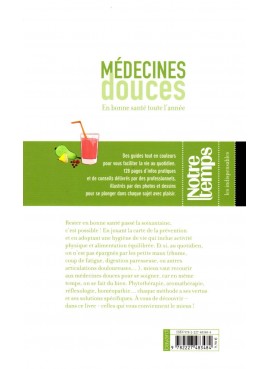 MÉDECINES
douces
En bonne santé toute l'année
Des guides tout en couleurs
pour vous faciliter la vie au quotidien.
128 pages d'infos pratiques
et de conseils délivrés par des professionnels,
illustrés par des photos et dessins
pour se plonger dans chaque sujet avec plaisir.
Notre
temps
les indispensables
Rester en bonne santé passé la soixantaine,
c'est possible ! En jouant la carte de la prévention
et en adoptant une hygiène de vie qui inclut activité
physique et alimentation équilibrée. Et si, au quotidien,
on n'est pas épargnés par les petits maux (rhume,
coup de fatigue, digestion paresseuse, ou autres
articulations douloureuses…), mieux vaut recourir
aux médecines douces pour se soigner, car en même
temps, on se fait du bien. Phytothérapie, aromathérapie,
réflexologie, homéopathie… chaque méthode a ses vertus
et ses solutions spécifiques. À vous de découvrir –
dans ce livre – celles qui vous conviennent le mieux !
9 782227 483484